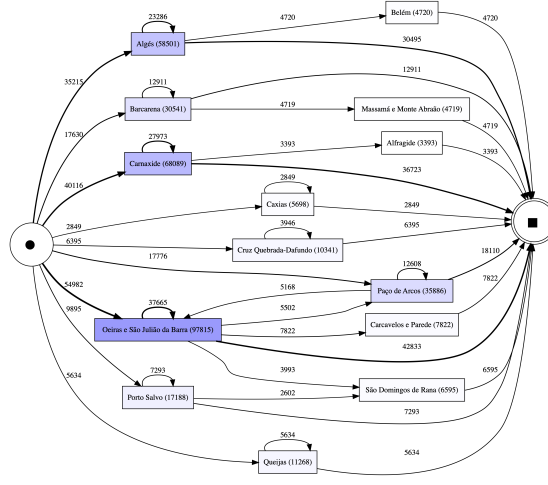 23286
4720
Belém (4720)
4720
Algés (58501)
30495
35215
12911
12911
Barcarena (30541)
4719
Massamá e Monte Abraão (4719)
4719
17630
27973
3393
Alfragide (3393)
3393
Carnaxide (68089)
36723
40116
2849
2849
Caxias (5698)
2849
6395
3946
6395
Cruz Quebrada-Dafundo (10341)
17776
12608
18110
54982
5168
Paço de Arcos (35886)
7822
9895
37665
5502
Oeiras e São Julião da Barra (97815)
7822
Carcavelos e Parede (7822)
42833
3993
7293
6595
5634
Porto Salvo (17188)
2602
São Domingos de Rana (6595)
7293
5634
5634
Queijas (11268)